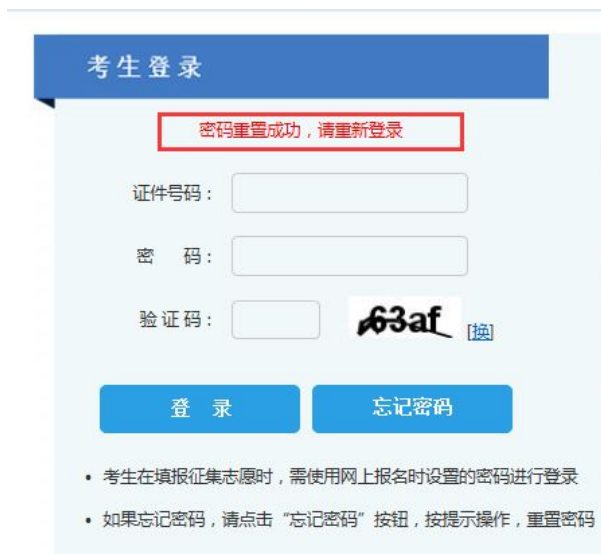 考生登录
密码重置成功，请重新登录
证件号码：
密 码：
验证码：
63af [换]
登 录 忘记密码
• 考生在填报征集志愿时，需使用网上报名时设置的密码进行登录
• 如果忘记密码，请点击“忘记密码”按钮，按提示操作，重置密码